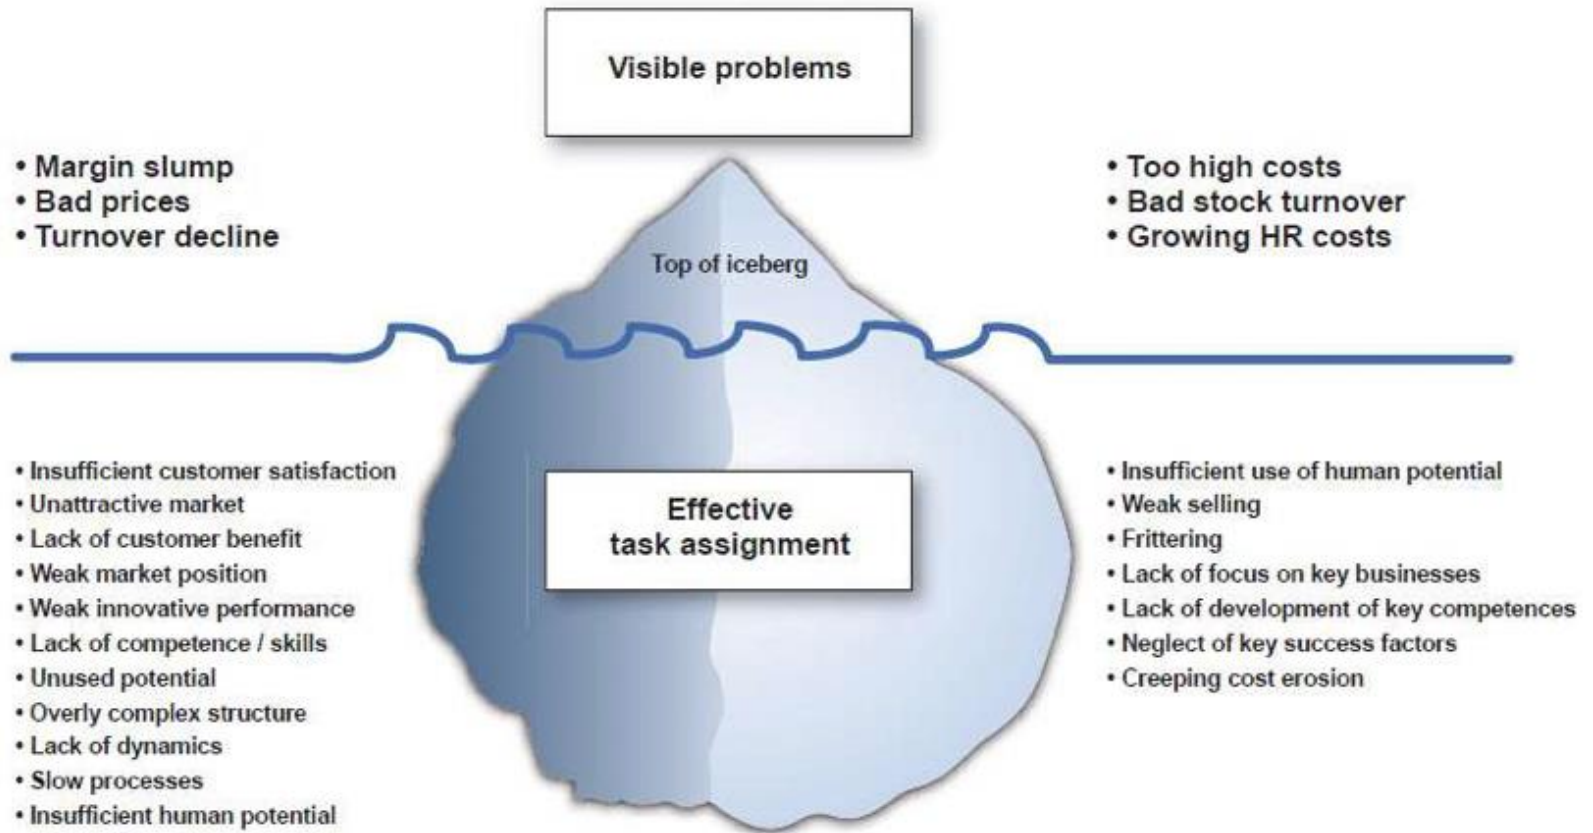 Visible problems
• Margin slump
• Bad prices
• Turnover decline
• Too high costs
• Bad stock turnover
• Growing HR costs
Top of iceberg
• Insufficient customer satisfaction
• Unattractive market
• Lack of customer benefit
• Weak market position
• Weak innovative performance
• Lack of competence / skills
• Unused potential
• Overly complex structure
• Lack of dynamics
• Slow processes
• Insufficient human potential
Effective
task assignment
• Insufficient use of human potential
• Weak selling
• Frittering
• Lack of focus on key businesses
• Lack of development of key competences
• Neglect of key success factors
• Creeping cost erosion